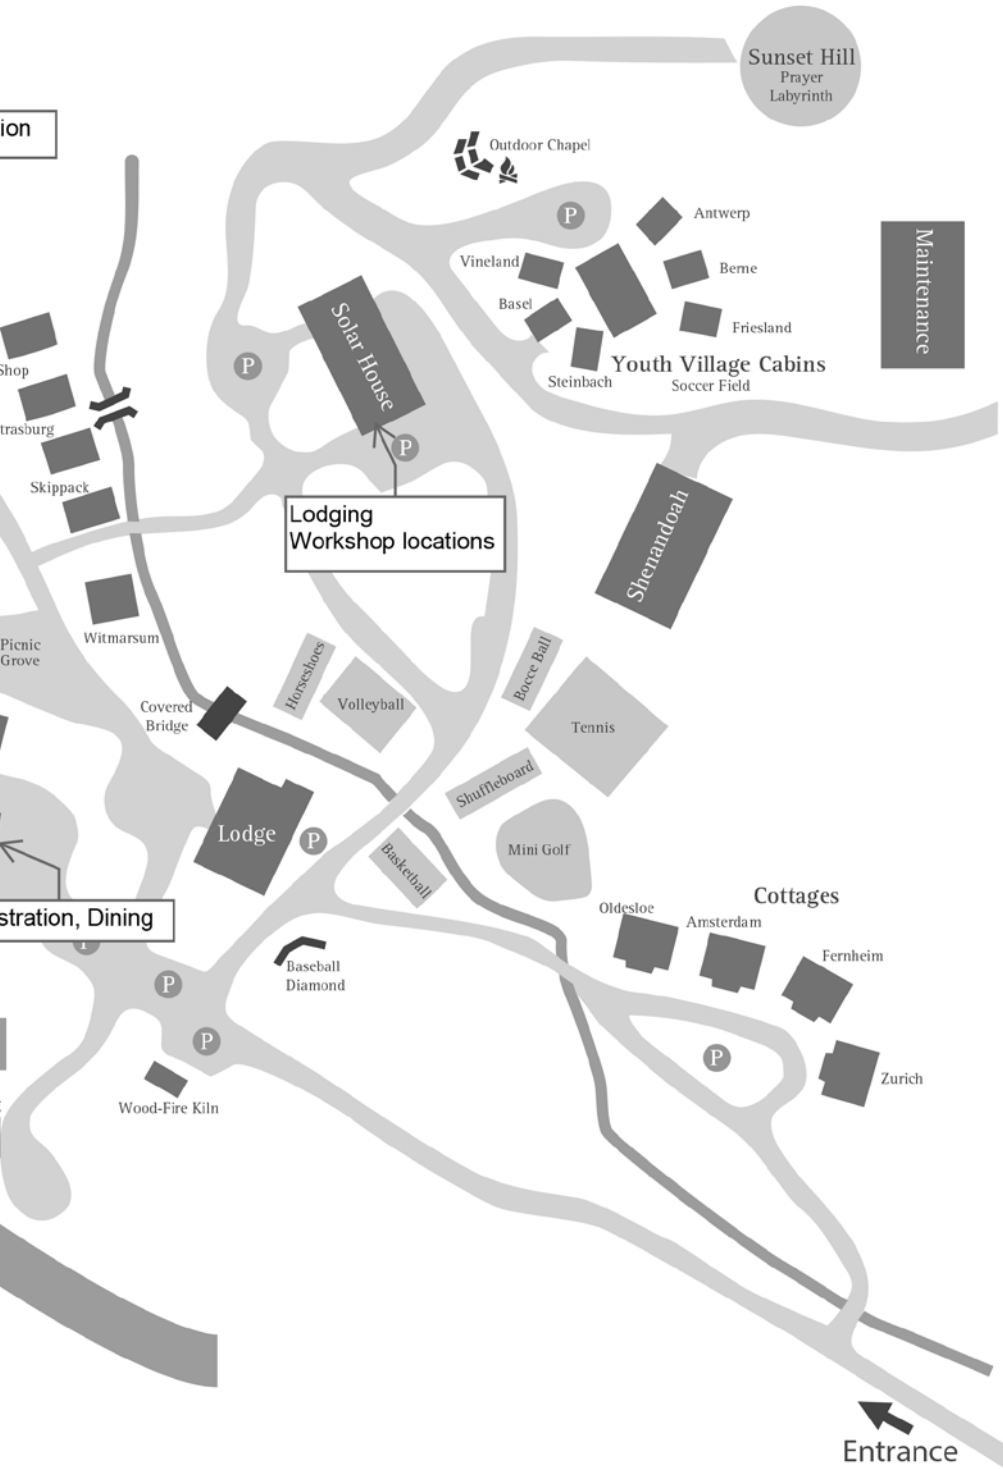 Sunset Hill
Prayer
Labyrinth
ion
Outdoor Chapel
P
Antwerp
Vineland
Berne
Basel
Friesland
Maintenance
Steinbach
Youth Village Cabins
Soccer Field
Solar House
P
P
Shop
trasburg
Skippack
Lodging
Workshop locations
Shenandoah
Witmarsum
Picnic
Grove
Horseshoes
Volleyball
Bocce Ball
Tennis
Covered
Bridge
Shuffleboard
Lodge
P
Basketball
Mini Golf
Cottages
Oldesloe
Amsterdam
Fernheim
stration, Dining
P
Baseball
Diamond
P
P
P
Zurich
Wood-Fire Kiln
Entrance